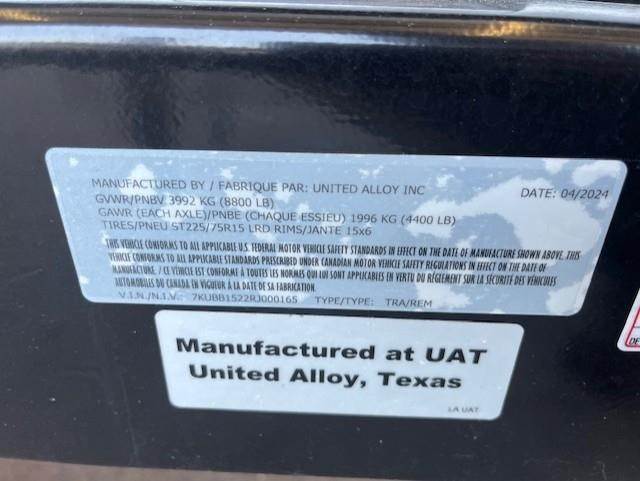 MANUFACTURED BY / FABRIQUE PAR: UNITED ALLOY INC DATE: 04/2024
GVWR/PNBV 3992 KG (8800 LB)
GAWR (EACH AXLE)/PNBE (CHAQUE ESSIEU) 1996 KG (4400 LB)
TIRES/PNEU ST225/75R15 LRD RIMS/JANTE 15x6
THIS VEHICLE CONFORMS TO ALL APPLICABLE U.S. FEDERAL MOTOR VEHICLE SAFETY STANDARDS IN EFFECT ON THE DATE OF MANUFACTURE SHOWN ABOVE. THIS
VEHICLE CONFORMS TO ALL APPLICABLE STANDARDS PRESCRIBED UNDER CANADIAN MOTOR VEHICLE SAFETY REGULATIONS IN EFFECT ON THE DATE OF
MANUFACTURE. / CE VÉHICLE EST CONFORME À TOUTES LES NORMES QUI LUI SONT APPLICABLES EN VERTU DU RÈGLEMENT SUR LA SÉCURITÉ DES VÉHICULES
AUTOMOBILES DU CANADA EN VIGUEUR À LA DATE DE SA FABRICATION.
V.I.N./N.I.V.: 7KUBB1522RJ000165 TYPE/TYPE: TRA/REM
Manufactured at UAT
United Alloy, Texas
LA UAT